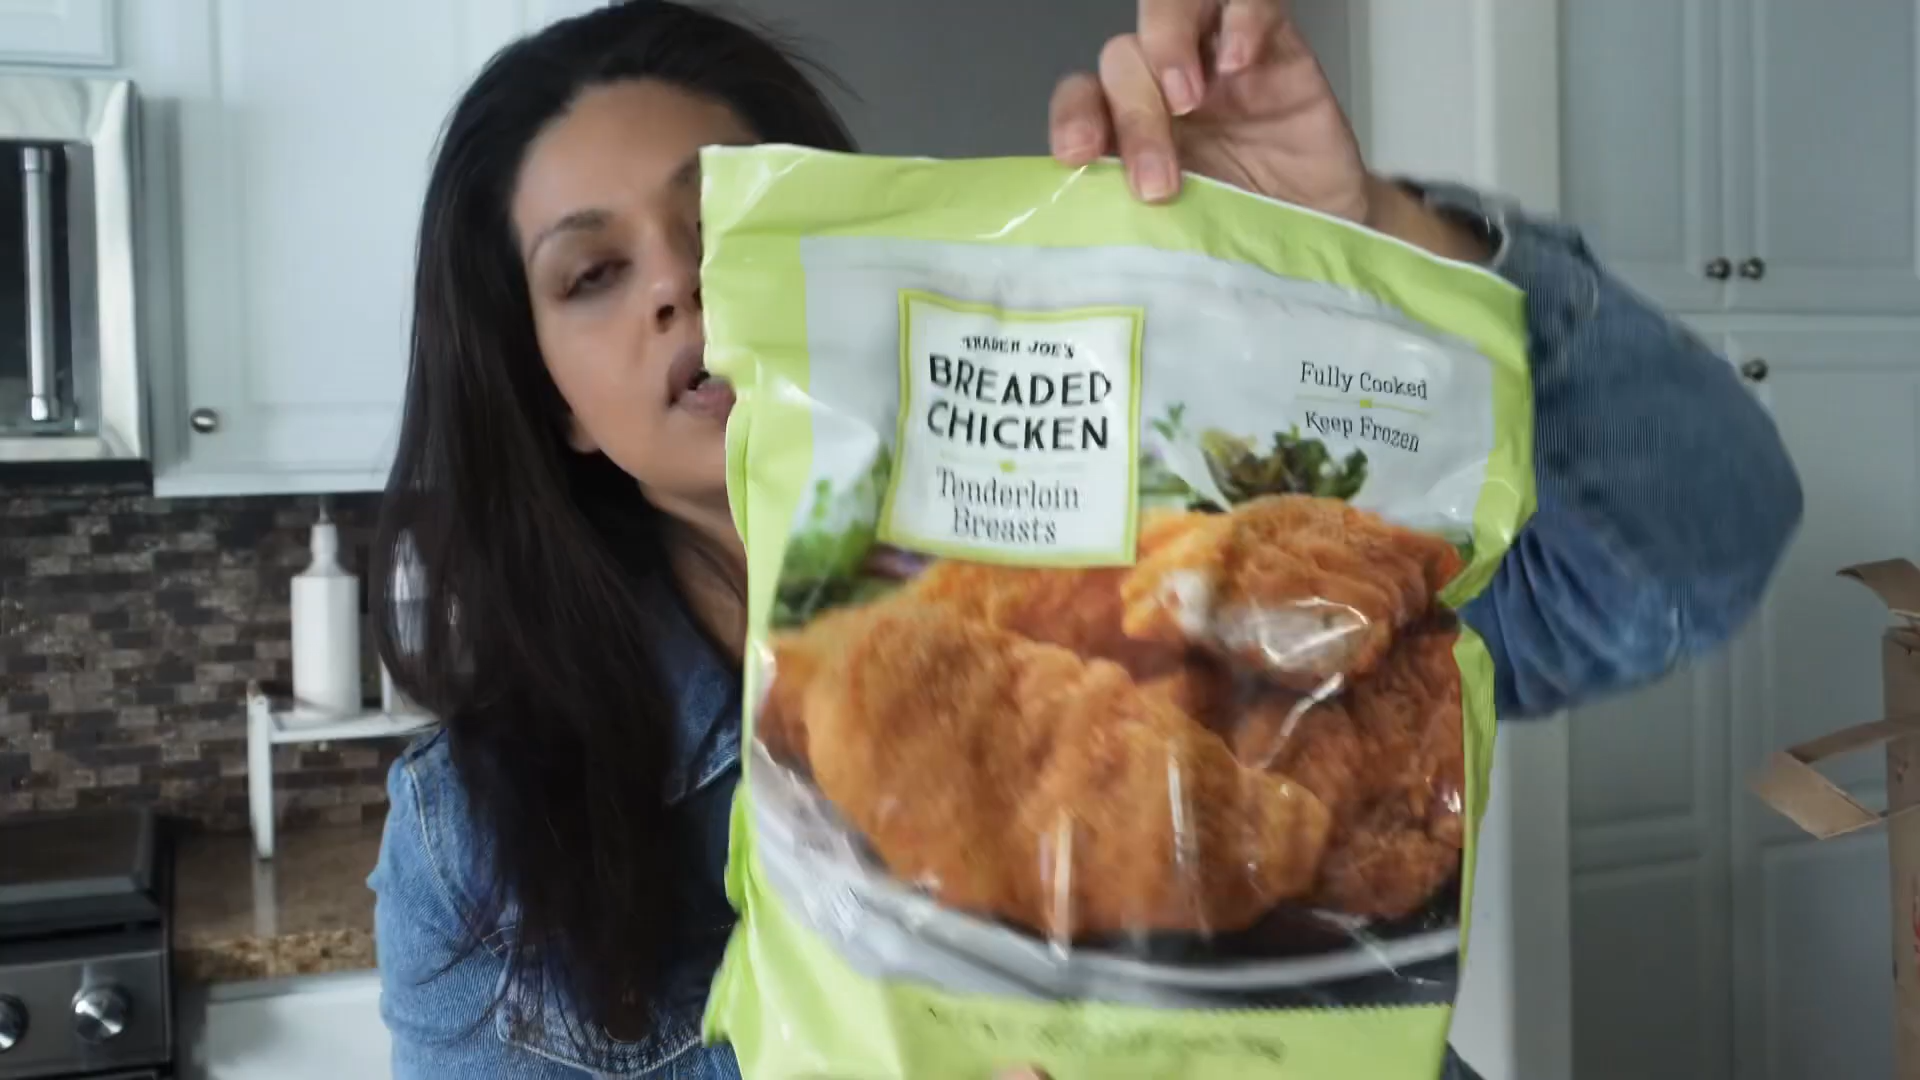 TRADER JOE'S
BREADED
CHICKEN
Tenderloin
Breasts
Fully Cooked
Keep Frozen